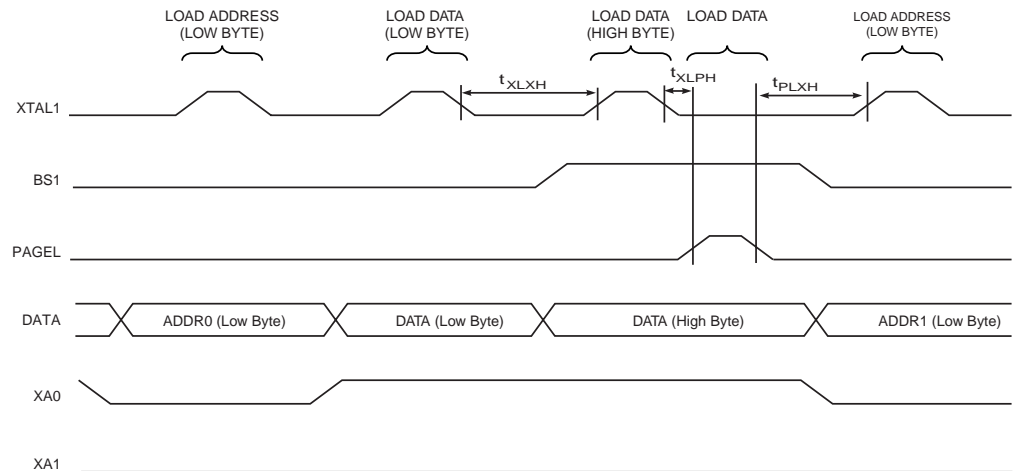 LOAD ADDRESS
(LOW BYTE)
LOAD DATA
(LOW BYTE)
LOAD DATA
(HIGH BYTE)
LOAD DATA
LOAD ADDRESS
(LOW BYTE)
tXLXH
tXLPH
tPLXH
XTAL1
BS1
PAGEL
DATA
ADDR0 (Low Byte)
DATA (Low Byte)
DATA (High Byte)
ADDR1 (Low Byte)
XA0
XA1